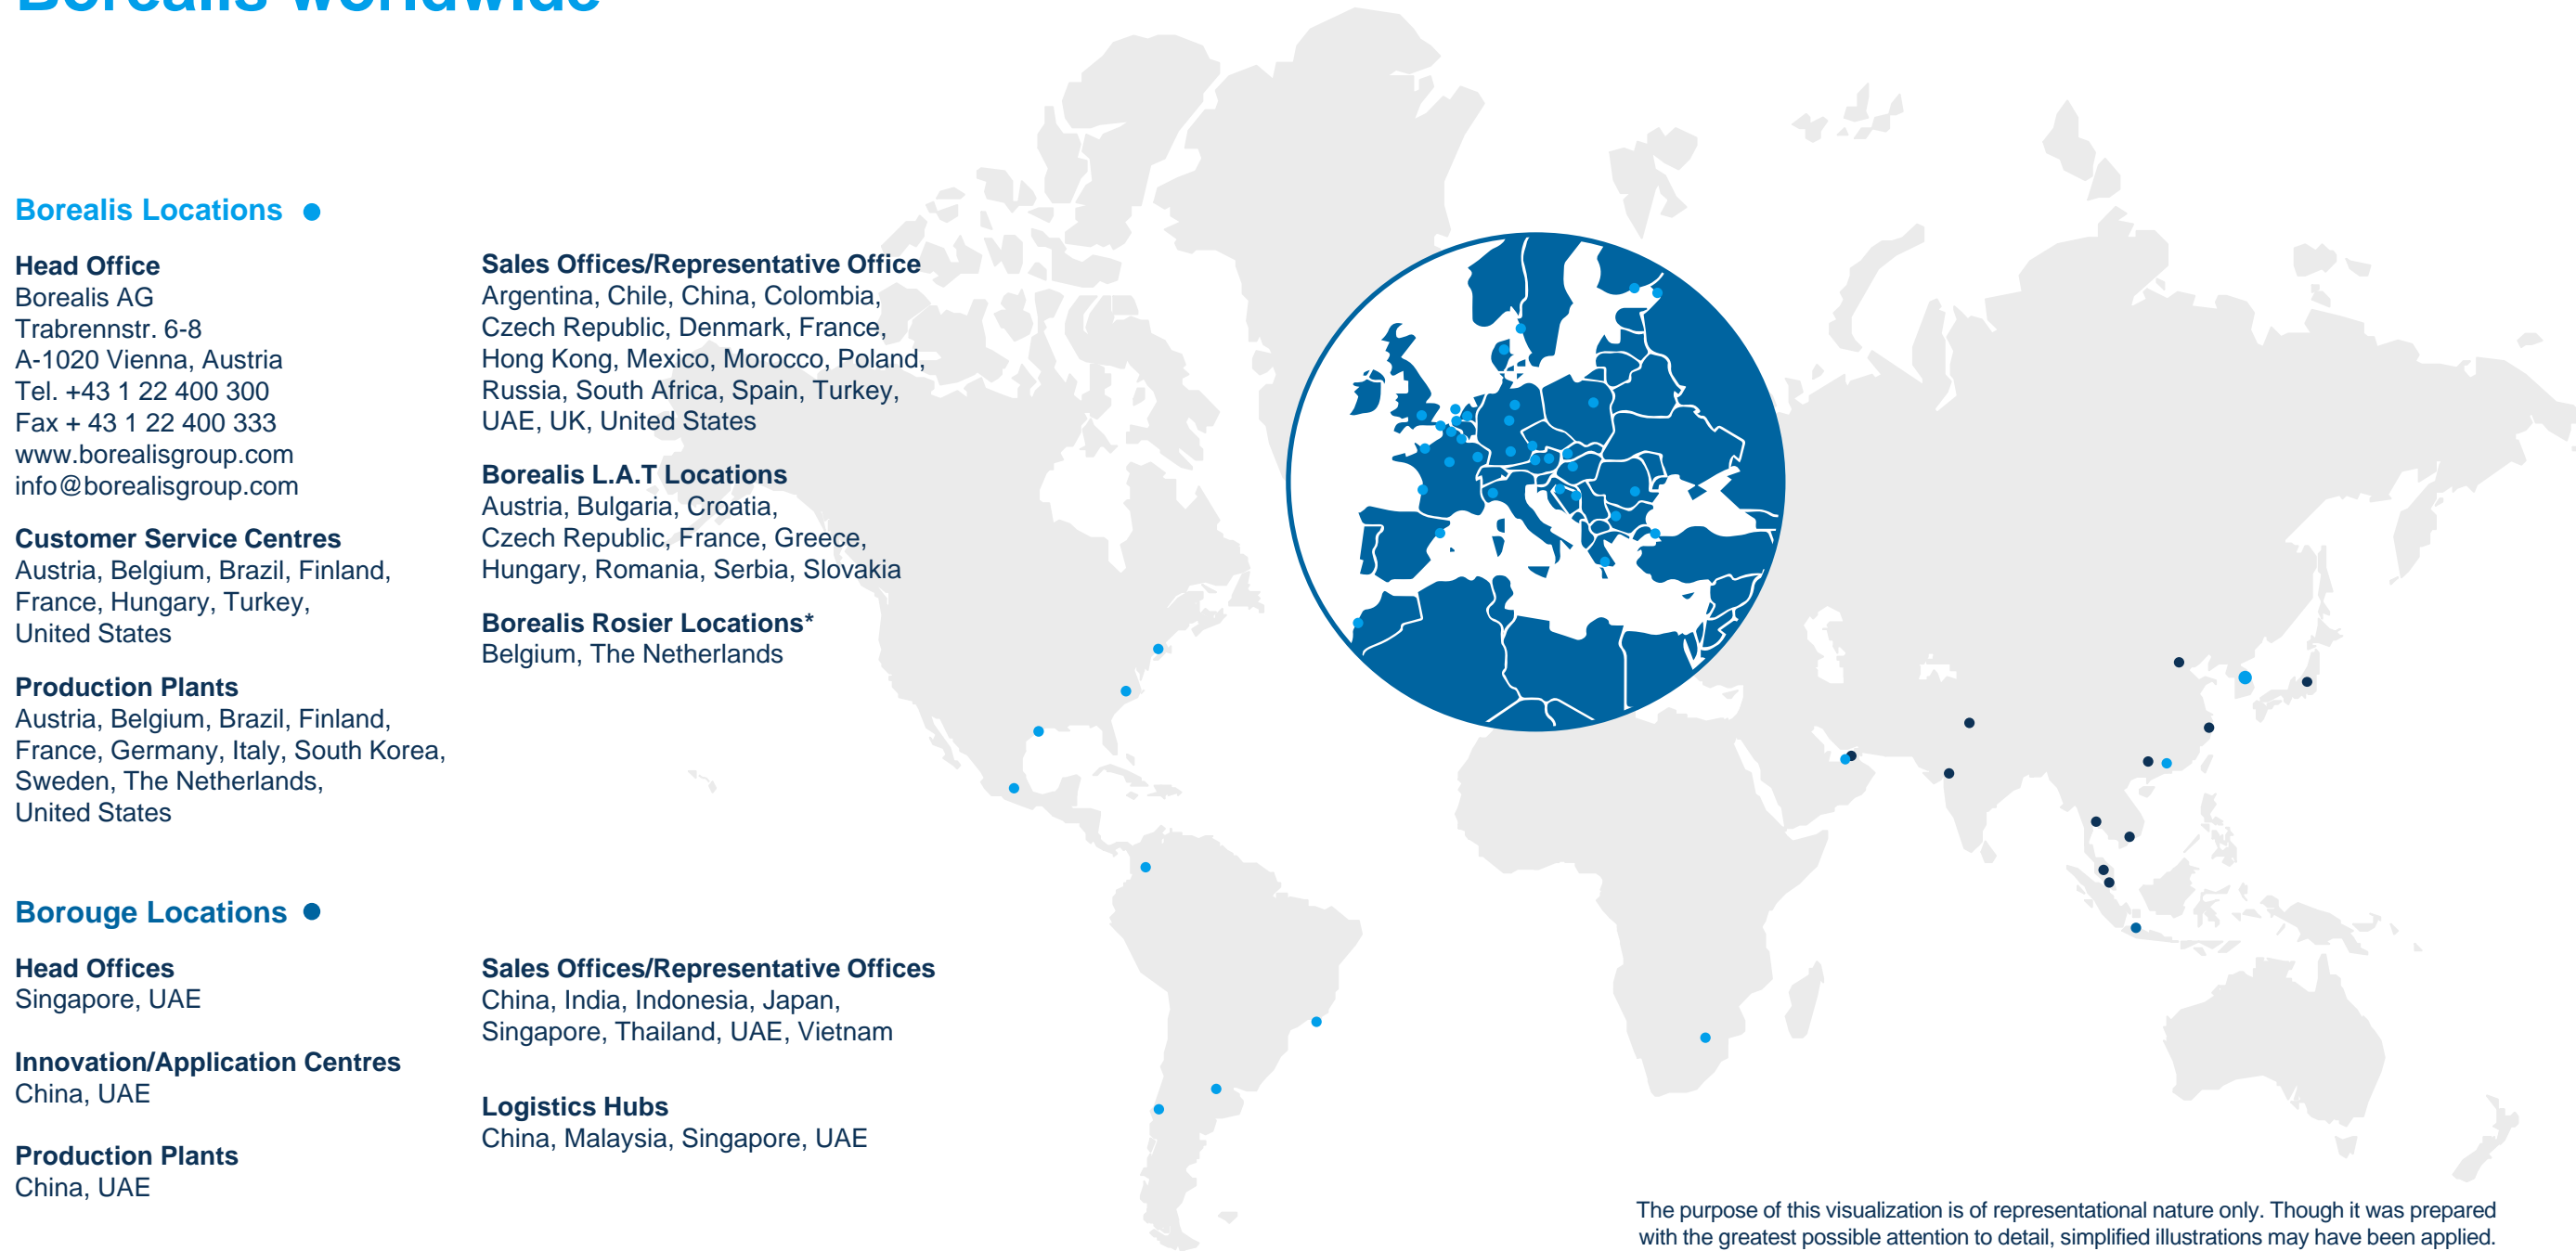 Borealis worldwide
Borealis Locations
Head Office
Borealis AG
Trabrennstr. 6-8
A-1020 Vienna, Austria
Tel. +43 1 22 400 300
Fax + 43 1 22 400 333
www.borealisgroup.com
info@borealisgroup.com
Customer Service Centres
Austria, Belgium, Brazil, Finland,
France, Hungary, Turkey,
United States
Production Plants
Austria, Belgium, Brazil, Finland,
France, Germany, Italy, South Korea,
Sweden, The Netherlands,
United States
Sales Offices/Representative Office
Argentina, Chile, China, Colombia,
Czech Republic, Denmark, France,
Hong Kong, Mexico, Morocco, Poland,
Russia, South Africa, Spain, Turkey,
UAE, UK, United States
Borealis L.A.T Locations
Austria, Bulgaria, Croatia,
Czech Republic, France, Greece,
Hungary, Romania, Serbia, Slovakia
Borealis Rosier Locations*
Belgium, The Netherlands
Borouge Locations
Head Offices
Singapore, UAE
Innovation/Application Centres
China, UAE
Production Plants
China, UAE
Sales Offices/Representative Offices
China, India, Indonesia, Japan,
Singapore, Thailand, UAE, Vietnam
Logistics Hubs
China, Malaysia, Singapore, UAE
The purpose of this visualization is of representational nature only. Though it was prepared
with the greatest possible attention to detail, simplified illustrations may have been applied.